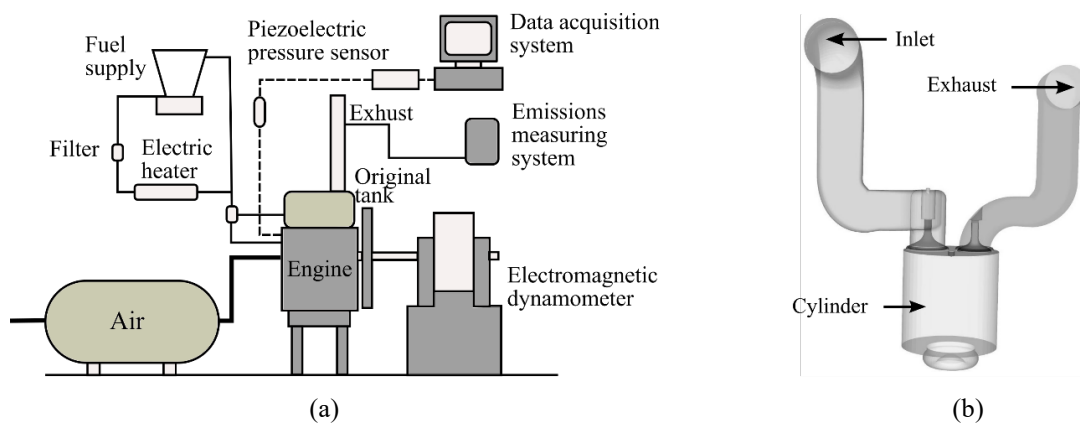 Fuel
supply
Piezoelectric
pressure sensor
Data acquisition
system
Filter
Electric
heater
Exhust
Emissions
measuring
system
Original
tank
Engine
Air
Electromagnetic
dynamometer
(a)
Inlet
Exhaust
Cylinder
(b)